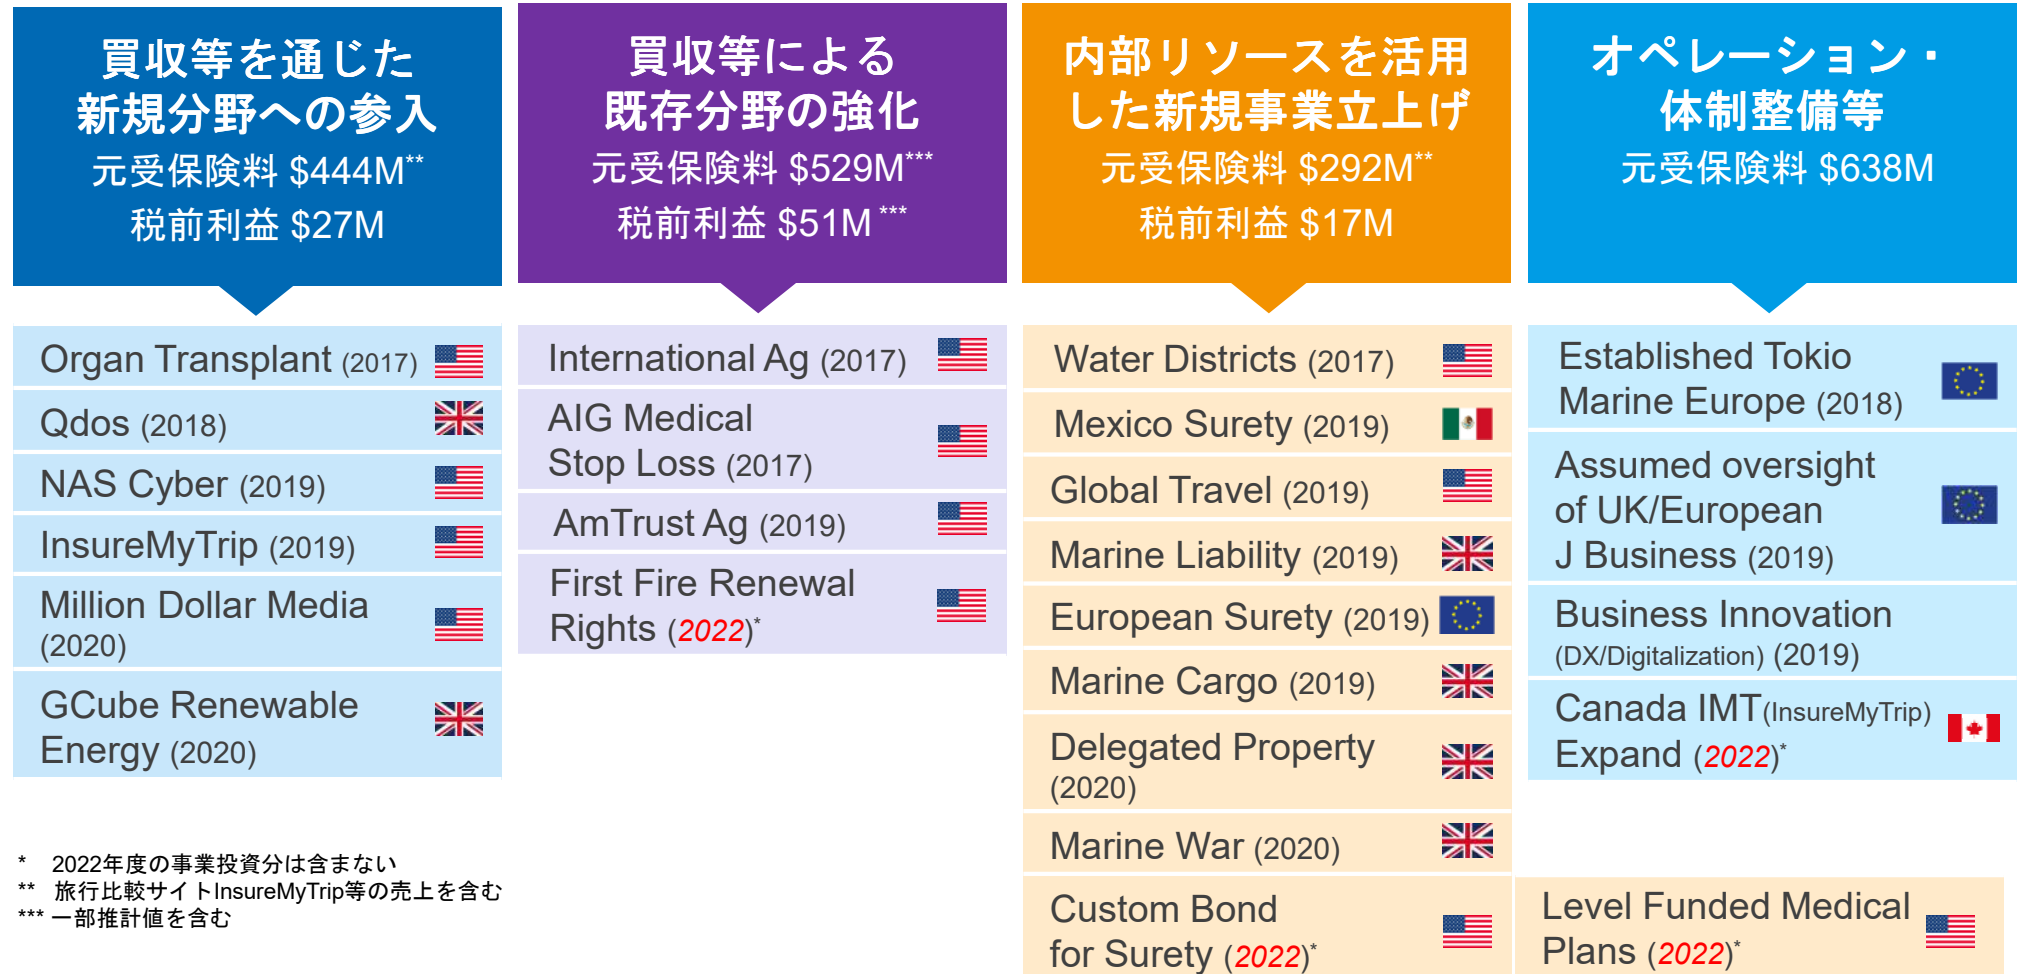 買収等を通じた
新規分野への参入
元受保険料 $444M**
税前利益 $27M
Organ Transplant (2017)
Qdos (2018)
NAS Cyber (2019)
InsureMyTrip (2019)
Million Dollar Media
(2020)
GCube Renewable
Energy (2020)
買収等による
既存分野の強化
元受保険料 $529M***
税前利益 $51M ***
International Ag (2017)
AIG Medical
Stop Loss (2017)
AmTrust Ag (2019)
First Fire Renewal
Rights (2022)*
内部リソースを活用
した新規事業立上げ
元受保険料 $292M**
税前利益 $17M
Water Districts (2017)
Mexico Surety (2019)
Global Travel (2019)
Marine Liability (2019)
European Surety (2019)
Marine Cargo (2019)
Delegated Property
(2020)
Marine War (2020)
Custom Bond
for Surety (2022)*
Level Funded Medical
Plans (2022)*
オペレーション・
体制整備等
元受保険料 $638M
Established Tokio
Marine Europe (2018)
Assumed oversight
of UK/European
J Business (2019)
Business Innovation
(DX/Digitalization) (2019)
Canada IMT(InsureMyTrip)
Expand (2022)*
* 2022年度の事業投資分は含まない
** 旅行比較サイトInsureMyTrip等の売上を含む
*** 一部推計値を含む